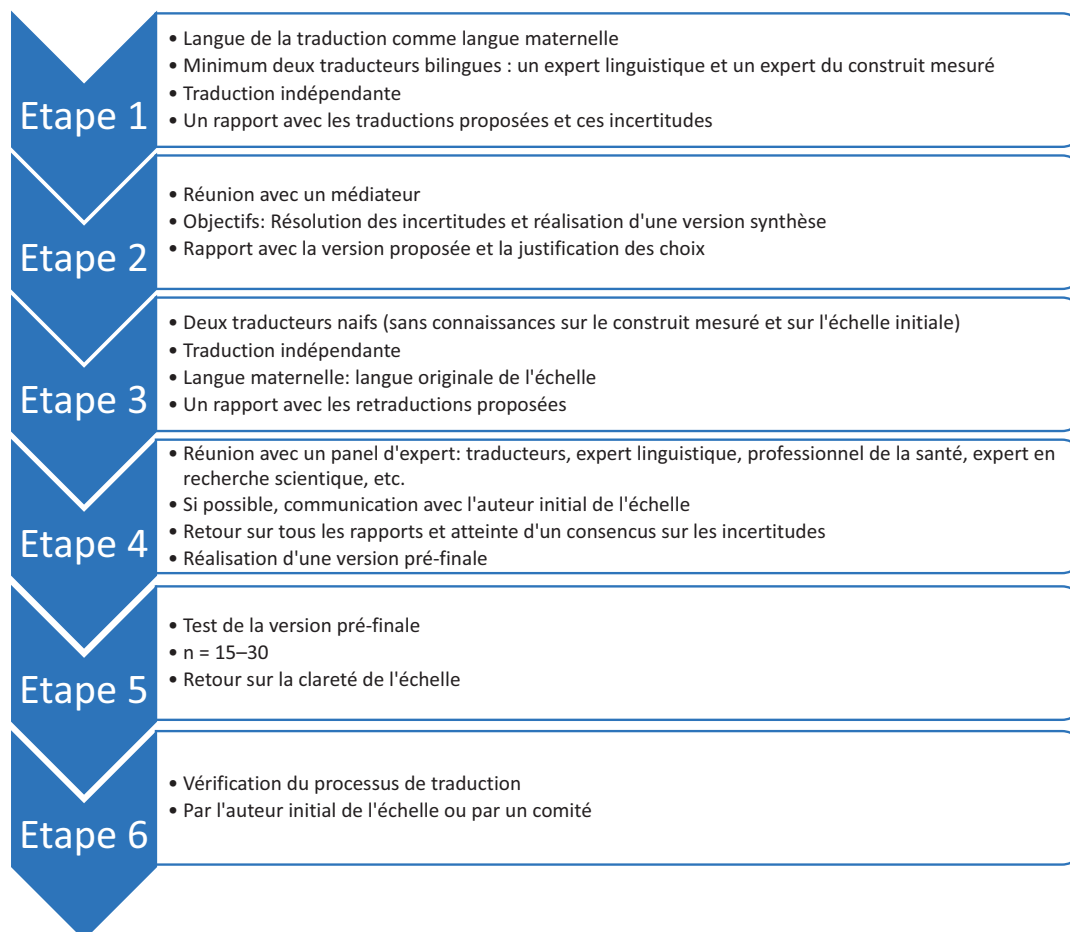 Etape 1
• Langue de la traduction comme langue maternelle
• Minimum deux traducteurs bilingues : un expert linguistique et un expert du construit mesuré
• Traduction indépendante
• Un rapport avec les traductions proposées et ces incertitudes
Etape 2
• Réunion avec un médiateur
• Objectifs: Résolution des incertitudes et réalisation d'une version synthèse
• Rapport avec la version proposée et la justification des choix
Etape 3
• Deux traducteurs naifs (sans connaissances sur le construit mesuré et sur l'échelle initiale)
• Traduction indépendante
• Langue maternelle: langue originale de l'échelle
• Un rapport avec les retraductions proposées
Etape 4
• Réunion avec un panel d'expert: traducteurs, expert linguistique, professionnel de la santé, expert en
recherche scientique, etc.
• Si possible, communication avec l'auteur initial de l'échelle
• Retour sur tous les rapports et atteinte d'un consencus sur les incertitudes
• Réalisation d'une version pré-finale
Etape 5
• Test de la version pré-finale
• n = 15–30
• Retour sur la clareté de l'échelle
Etape 6
• Vérification du processus de traduction
• Par l'auteur initial de l'échelle ou par un comité